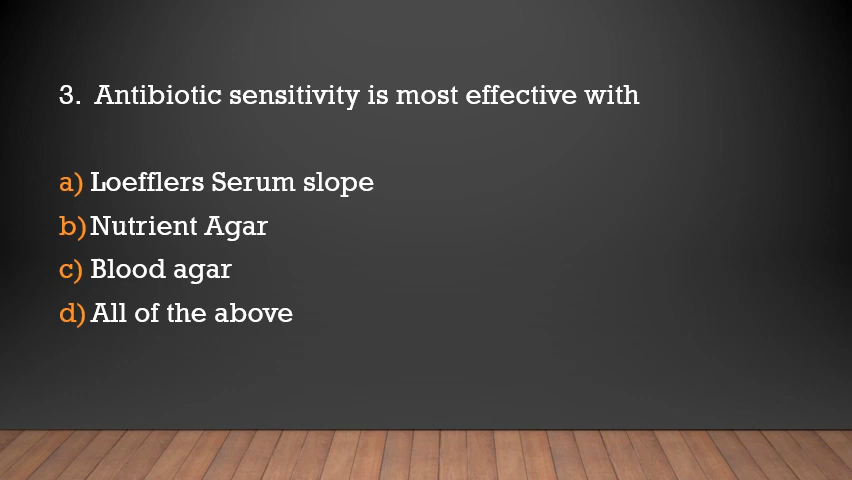 3. Antibiotic sensitivity is most effective with
a) Loefflers Serum slope
b) Nutrient Agar
c) Blood agar
d) All of the above